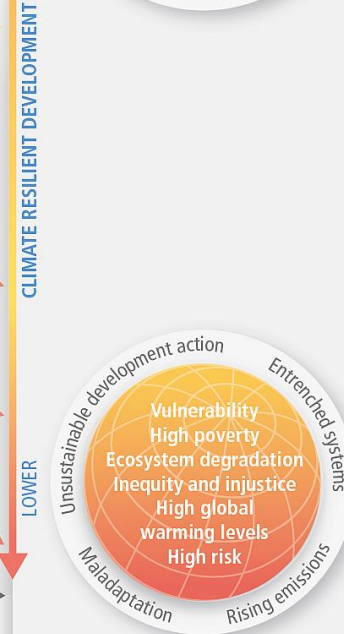 CLIMATE RESILIENT DEVELOPMENT
LOWER
Unsustainable development action
Entrenched systems
Vulnerability
High poverty
Ecosystem degradation
Inequity and injustice
High global
warming levels
High risk
Maladaptation
Rising emissions